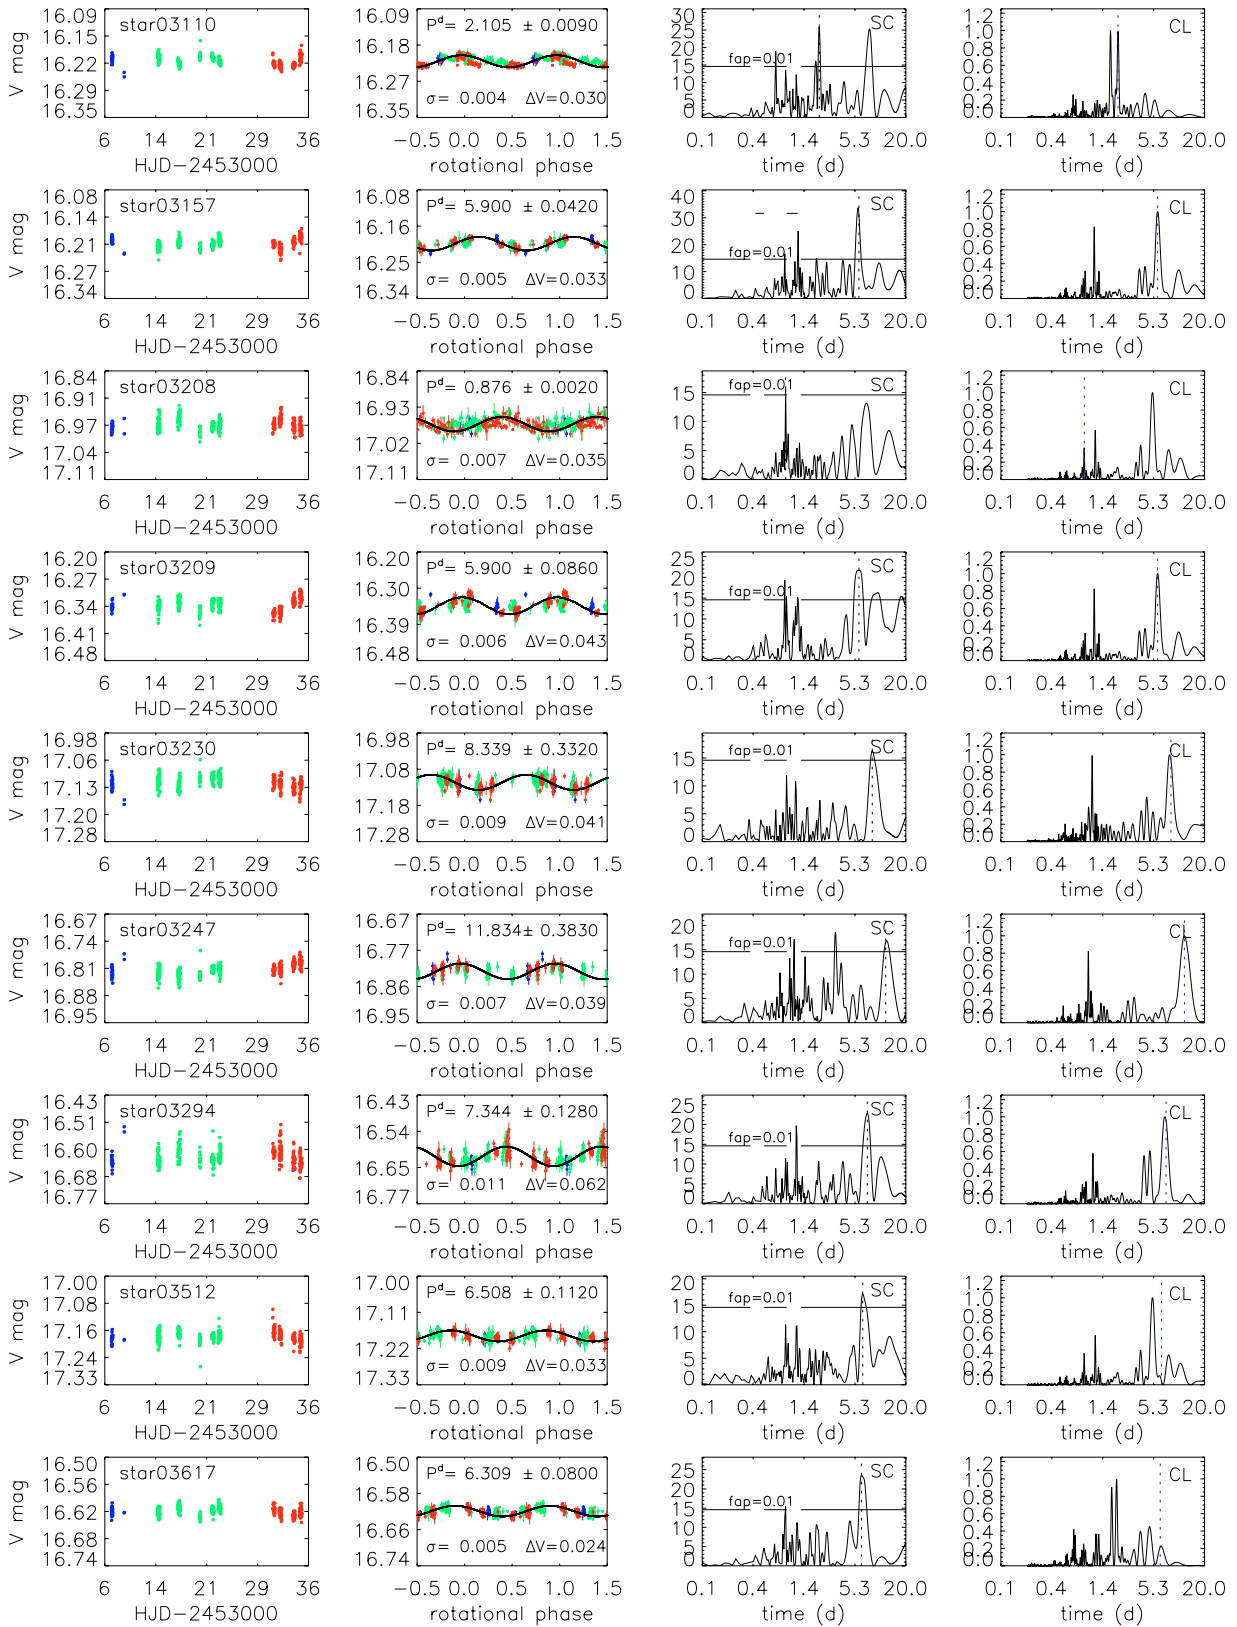 16.09
16.15
16.22
16.29
16.35
V mag
star03110
6 14 21 29 36
HJD−2453000
16.09
16.18
16.27
16.35
P^d= 2.105 ± 0.0090
σ= 0.004 ΔV=0.030
−0.5 0.0 0.5 1.0 1.5
rotational phase
30
25
20
15
10
5
0
fap=0.01
SC
0.1 0.4 1.4 5.3 20.0
time (d)
1.2
1.0
0.8
0.6
0.4
0.2
0.0
CL
0.1 0.4 1.4 5.3 20.0
time (d)
16.08
16.14
16.21
16.27
16.34
V mag
star03157
6 14 21 29 36
HJD−2453000
16.08
16.16
16.25
16.34
P^d= 5.900 ± 0.0420
σ= 0.005 ΔV=0.033
−0.5 0.0 0.5 1.0 1.5
rotational phase
40
30
20
10
0
fap=0.01
SC
0.1 0.4 1.4 5.3 20.0
time (d)
1.2
1.0
0.8
0.6
0.4
0.2
0.0
CL
0.1 0.4 1.4 5.3 20.0
time (d)
16.84
16.91
16.97
17.04
17.11
V mag
star03208
6 14 21 29 36
HJD−2453000
16.84
16.93
17.02
17.11
P^d= 0.876 ± 0.0020
σ= 0.007 ΔV=0.035
−0.5 0.0 0.5 1.0 1.5
rotational phase
15
10
5
0
fap=0.01
SC
0.1 0.4 1.4 5.3 20.0
time (d)
1.2
1.0
0.8
0.6
0.4
0.2
0.0
CL
0.1 0.4 1.4 5.3 20.0
time (d)
16.20
16.27
16.34
16.41
16.48
V mag
star03209
6 14 21 29 36
HJD−2453000
16.20
16.30
16.39
16.48
P^d= 5.900 ± 0.0860
σ= 0.006 ΔV=0.043
−0.5 0.0 0.5 1.0 1.5
rotational phase
25
20
15
10
5
0
fap=0.01
SC
0.1 0.4 1.4 5.3 20.0
time (d)
1.2
1.0
0.8
0.6
0.4
0.2
0.0
CL
0.1 0.4 1.4 5.3 20.0
time (d)
16.98
17.06
17.13
17.20
17.28
V mag
star03230
6 14 21 29 36
HJD−2453000
16.98
17.08
17.18
17.28
P^d= 8.339 ± 0.3320
σ= 0.009 ΔV=0.041
−0.5 0.0 0.5 1.0 1.5
rotational phase
15
10
5
0
fap=0.01
SC
0.1 0.4 1.4 5.3 20.0
time (d)
1.2
1.0
0.8
0.6
0.4
0.2
0.0
CL
0.1 0.4 1.4 5.3 20.0
time (d)
16.67
16.74
16.81
16.88
16.95
V mag
star03247
6 14 21 29 36
HJD−2453000
16.67
16.77
16.86
16.95
P^d= 11.834± 0.3830
σ= 0.007 ΔV=0.039
−0.5 0.0 0.5 1.0 1.5
rotational phase
20
15
10
5
0
fap=0.01
SC
0.1 0.4 1.4 5.3 20.0
time (d)
1.2
1.0
0.8
0.6
0.4
0.2
0.0
CL
0.1 0.4 1.4 5.3 20.0
time (d)
16.43
16.51
16.60
16.69
16.77
V mag
star03294
6 14 21 29 36
HJD−2453000
16.43
16.54
16.65
16.77
P^d= 7.344 ± 0.1280
σ= 0.011 ΔV=0.062
−0.5 0.0 0.5 1.0 1.5
rotational phase
25
20
15
10
5
0
fap=0.01
SC
0.1 0.4 1.4 5.3 20.0
time (d)
1.2
1.0
0.8
0.6
0.4
0.2
0.0
CL
0.1 0.4 1.4 5.3 20.0
time (d)
17.00
17.08
17.16
17.24
17.33
V mag
star03512
6 14 21 29 36
HJD−2453000
17.00
17.11
17.22
17.33
P^d= 6.508 ± 0.1120
σ= 0.009 ΔV=0.033
−0.5 0.0 0.5 1.0 1.5
rotational phase
20
15
10
5
0
fap=0.01
SC
0.1 0.4 1.4 5.3 20.0
time (d)
1.2
1.0
0.8
0.6
0.4
0.2
0.0
CL
0.1 0.4 1.4 5.3 20.0
time (d)
16.50
16.56
16.62
16.68
16.74
V mag
star03617
6 14 21 29 36
HJD−2453000
16.50
16.58
16.66
16.74
P^d= 6.309 ± 0.0800
σ= 0.005 ΔV=0.024
−0.5 0.0 0.5 1.0 1.5
rotational phase
25
20
15
10
5
0
fap=0.01
SC
0.1 0.4 1.4 5.3 20.0
time (d)
1.2
1.0
0.8
0.6
0.4
0.2
0.0
CL
0.1 0.4 1.4 5.3 20.0
time (d)